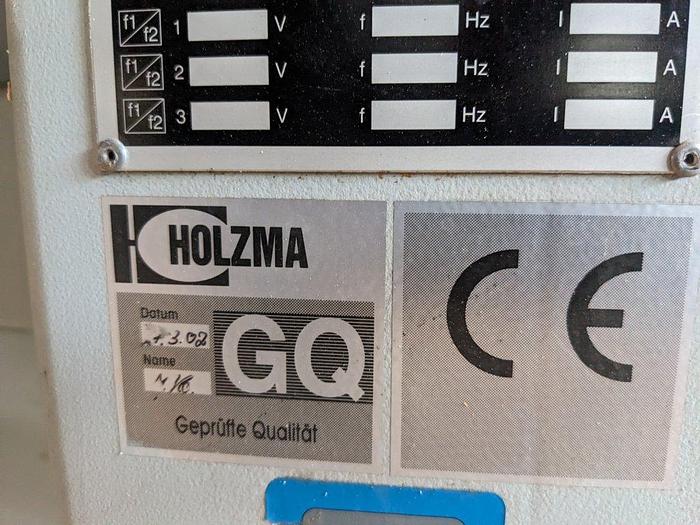 f1/f2 1 V f Hz I A
f1/f2 2 V f Hz I A
f1/f2 3 V f Hz I A
HOLZMA
CE
Datum
.3.02
GQ
Name
Geprüfte Qualität